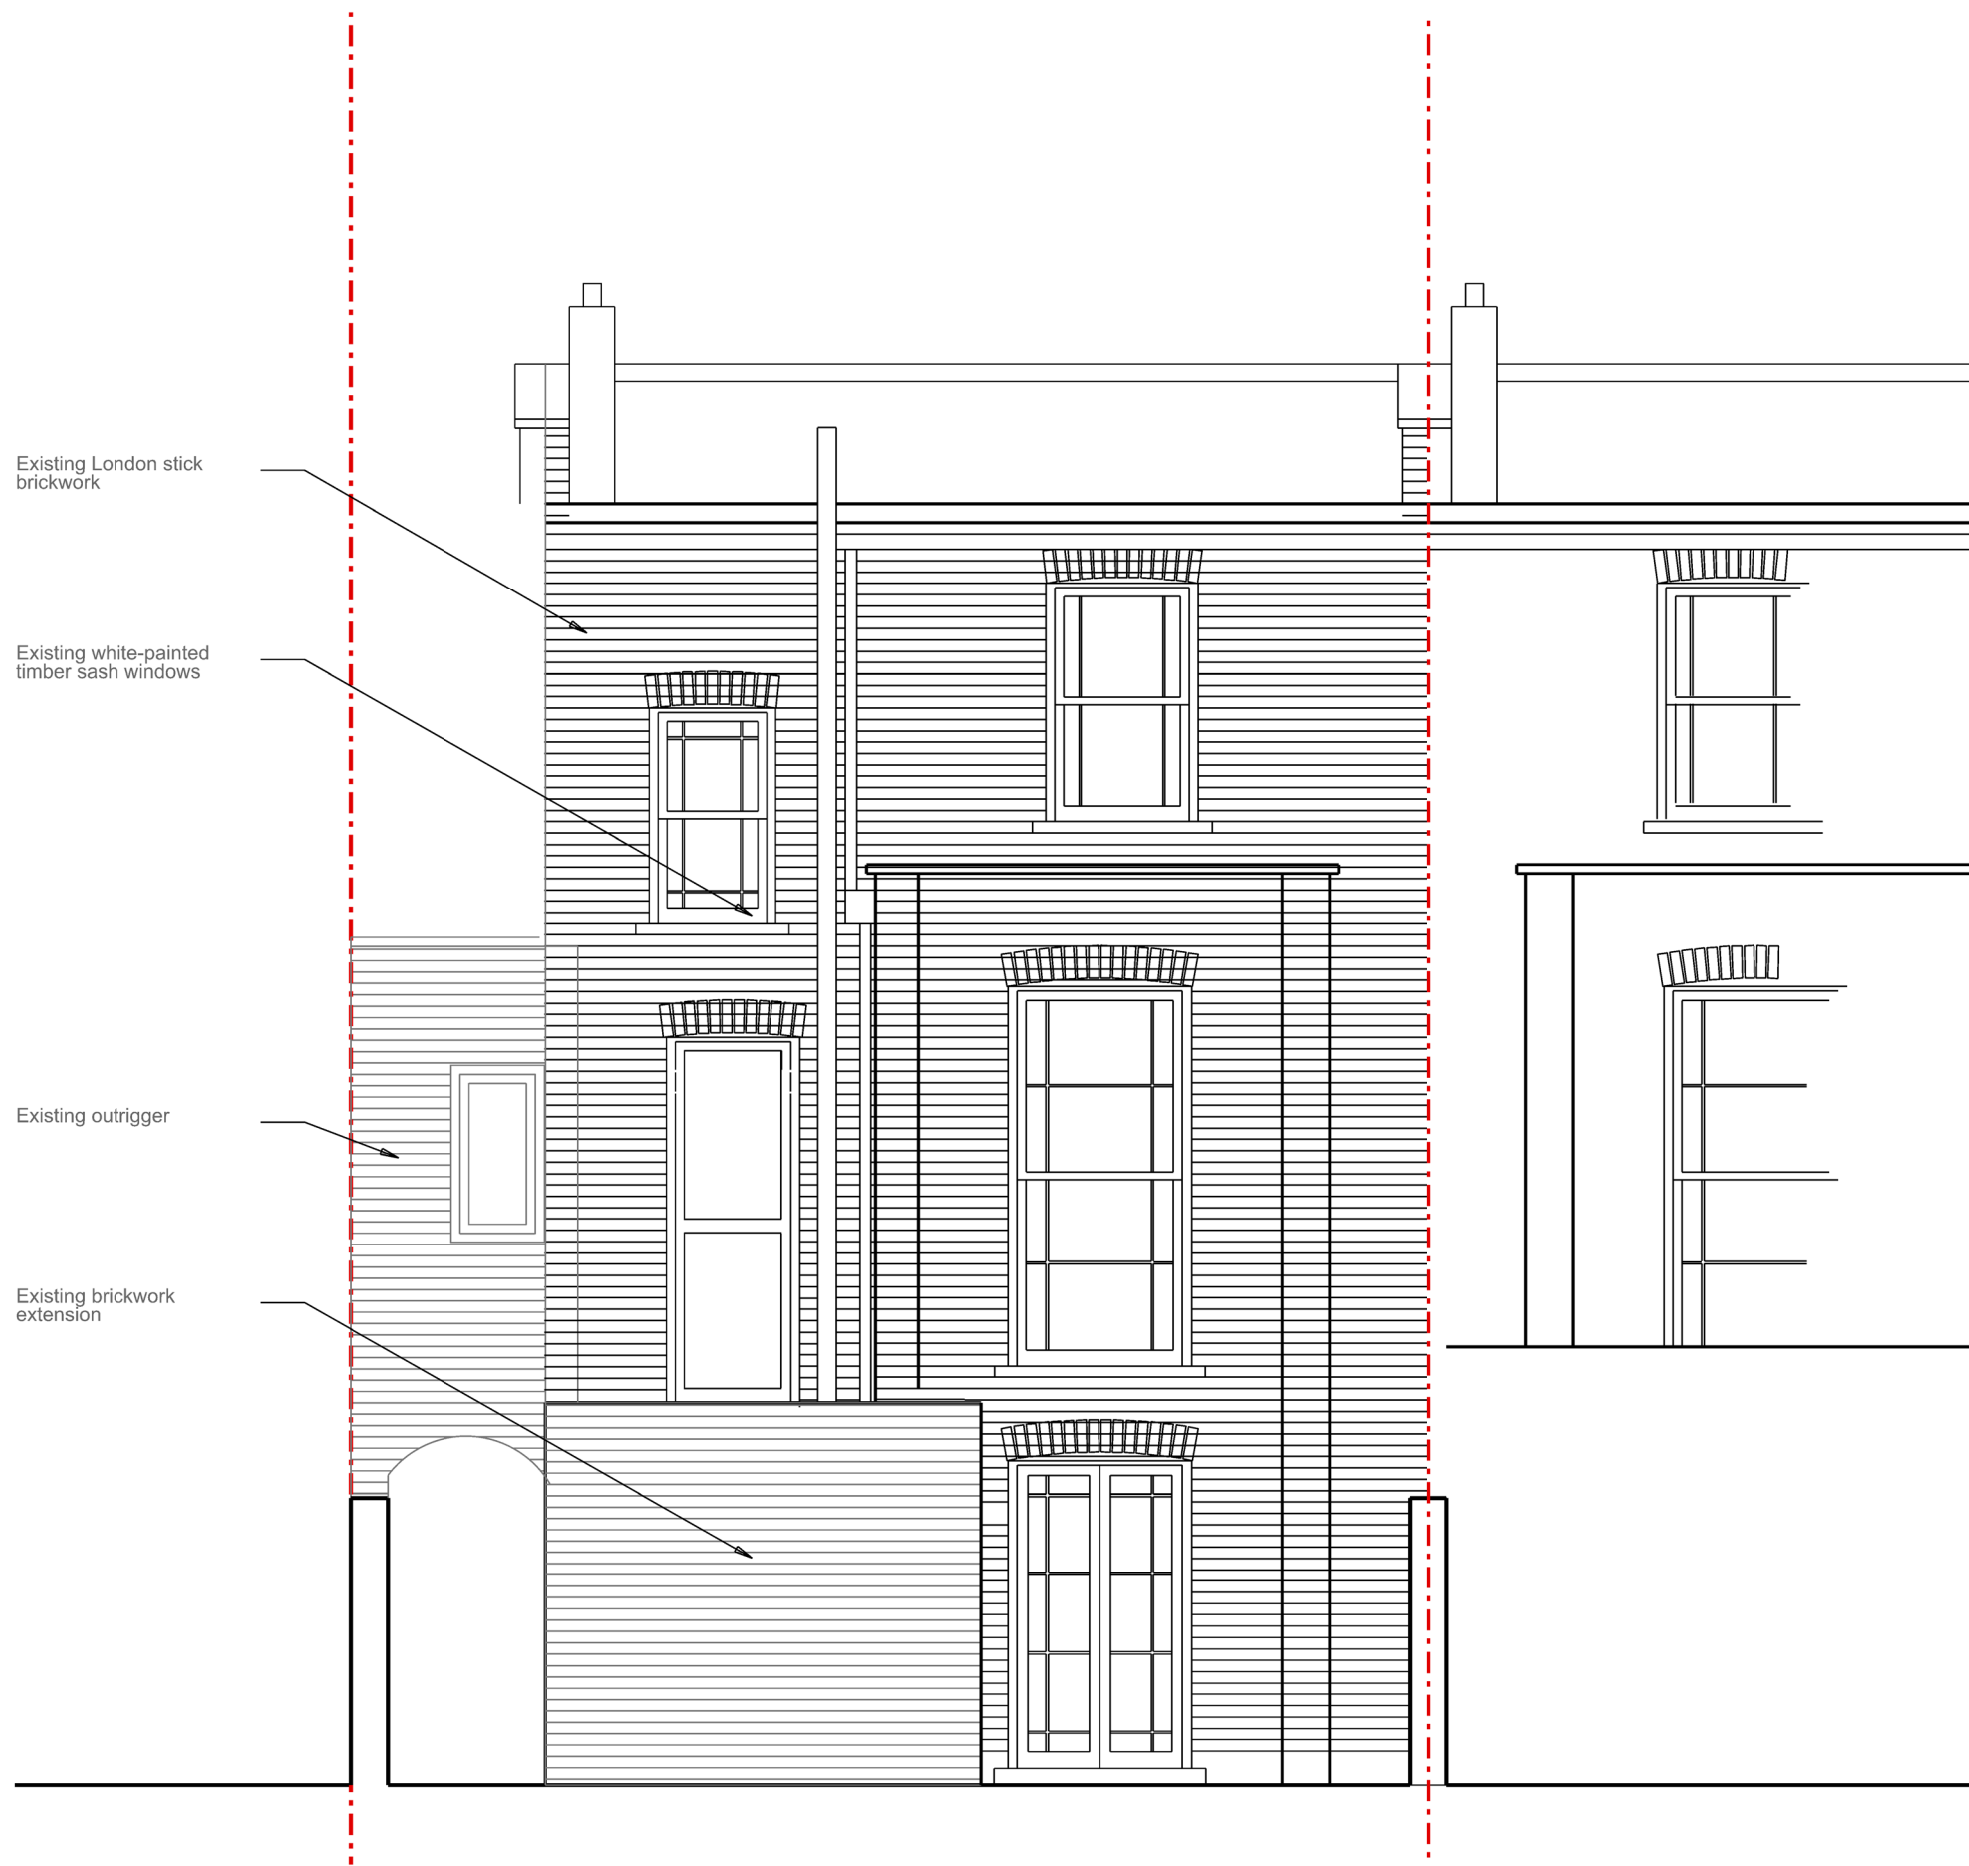 Existing London stick
brickwork
Existing white-painted
timber sash windows
Existing outrigger
Existing brickwork
extension